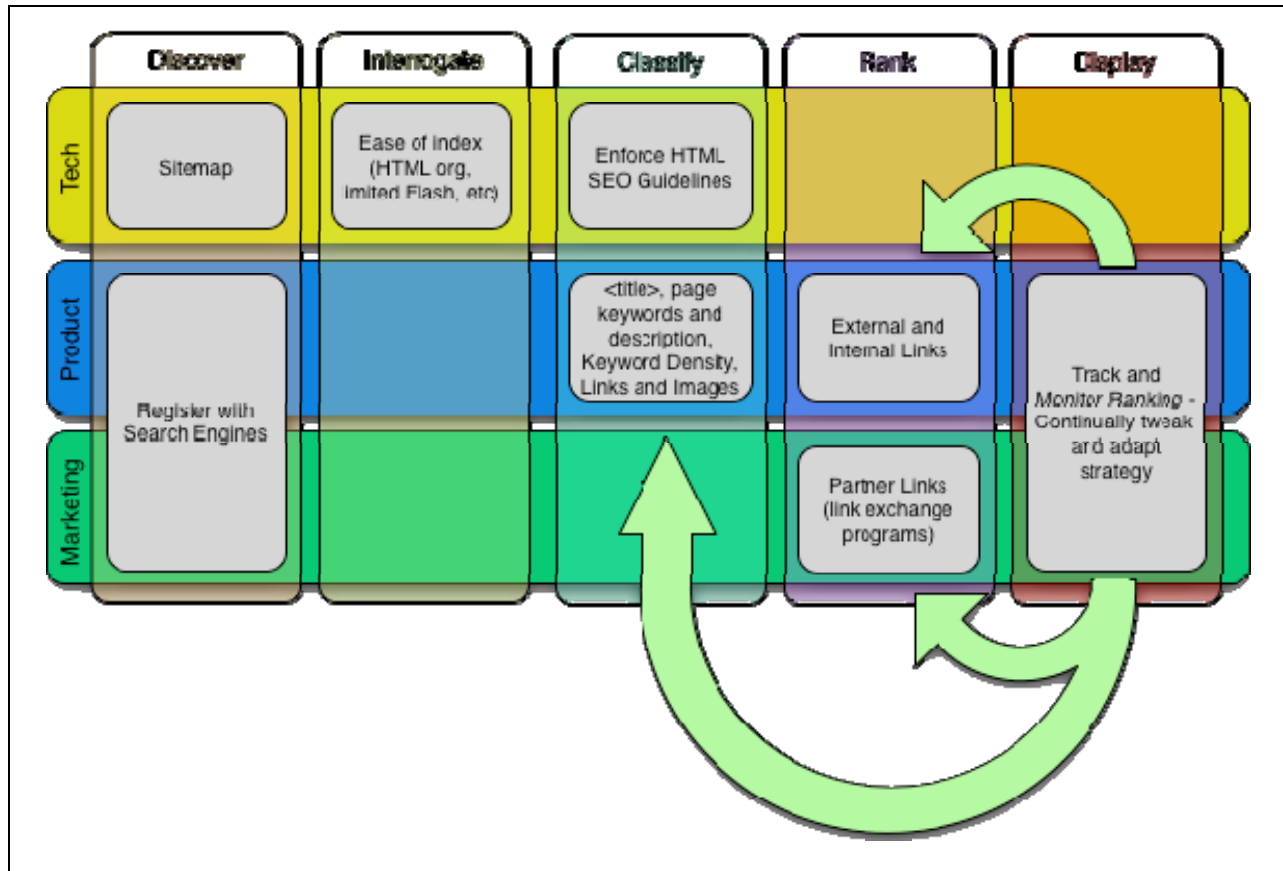 Discover
Interrogate
Classify
Rank
Display
Tech
Sitemap
Ease of index
(HTML org,
limited Flash, etc)
Enforce HTML
SEO Guidelines
Product
Marketing
Register with
Search Engines
<title>, page
keywords and
description,
Keyword Density,
Links and Images
External and
Internal Links
Partner Links
(link exchange
programs)
Track and
Monitor Ranking -
Continually tweak
and adapt
strategy